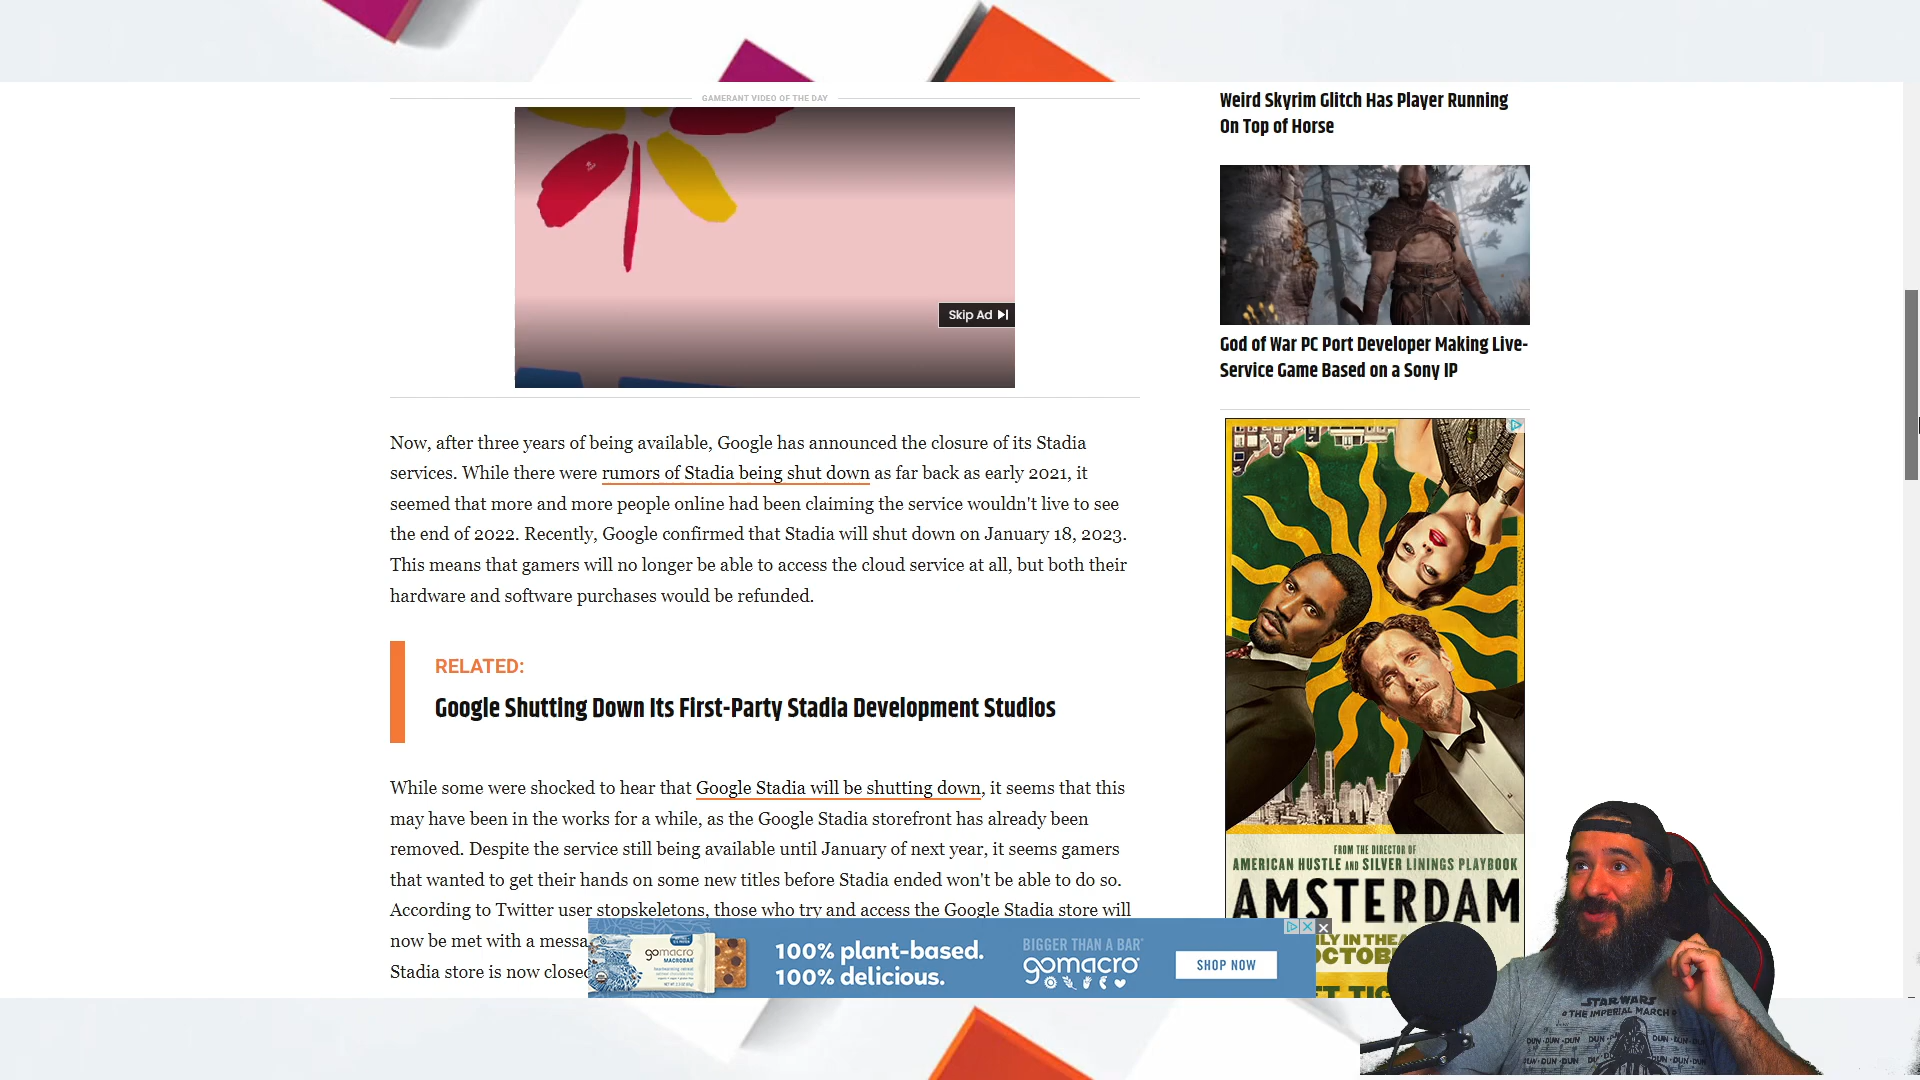 GAMERANT VIDEO OF THE DAY
Skip Ad
Now, after three years of being available, Google has announced the closure of its Stadia
services. While there were rumors of Stadia being shut down as far back as early 2021, it
seemed that more and more people online had been claiming the service wouldn't live to see
the end of 2022. Recently, Google confirmed that Stadia will shut down on January 18, 2023.
This means that gamers will no longer be able to access the cloud service at all, but both their
hardware and software purchases would be refunded.
RELATED:
Google Shutting Down Its First-Party Stadia Development Studios
While some were shocked to hear that Google Stadia will be shutting down, it seems that this
may have been in the works for a while, as the Google Stadia storefront has already been
removed. Despite the service still being available until January of next year, it seems gamers
that wanted to get their hands on some new titles before Stadia ended won't be able to do so.
According to Twitter user stopskeletons, those who try and access the Google Stadia store will
now be met with a messa
Stadia store is now closed
gomacro
MACROBAR
100% plant-based.
100% delicious.
BIGGER THAN A BAR
gomacro
SHOP NOW
Weird Skyrim Glitch Has Player Running
On Top of Horse
God of War PC Port Developer Making Live-
Service Game Based on a Sony IP
FROM THE DIRECTOR OF
AMERICAN HUSTLE AND SILVER LININGS PLAYBOOK
AMSTERDAM
LY IN THEA
OCTOB
ET TIC
STAR WARS
THE IMPERIAL MARCH
DUN · DUN · DUN